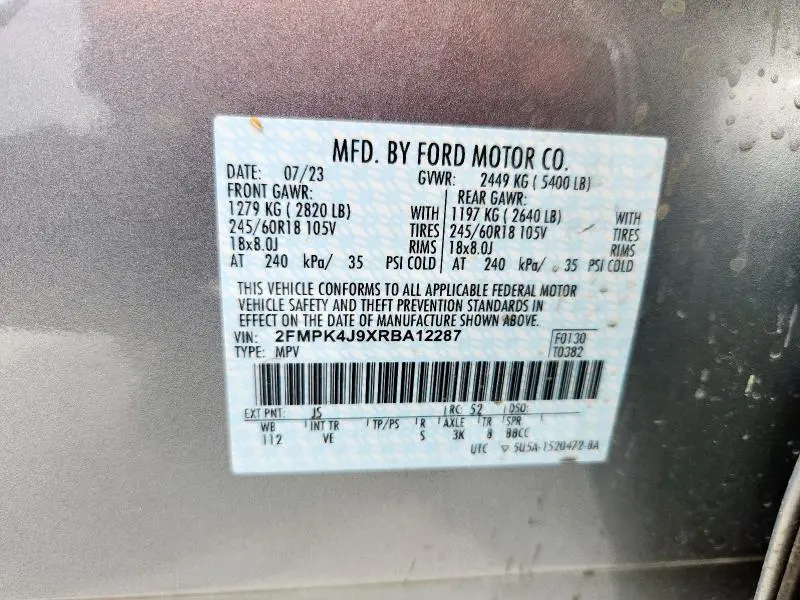 MFD. BY FORD MOTOR CO.
DATE: 07/23 GVWR: 2449 KG ( 5400 LB)
FRONT GAWR: REAR GAWR:
1279 KG ( 2820 LB) WITH 1197 KG ( 2640 LB) WITH
245/60R18 105V TIRES 245/60R18 105V TIRES
18x8.0J RIMS 18x8.0J RIMS
AT 240 kPa/ 35 PSI COLD AT 240 kPa/ 35 PSI COLD
THIS VEHICLE CONFORMS TO ALL APPLICABLE FEDERAL MOTOR
VEHICLE SAFETY AND THEFT PREVENTION STANDARDS IN
EFFECT ON THE DATE OF MANUFACTURE SHOWN ABOVE.
VIN: 2FMPK4J9XRBA12287 F0130
TYPE: MPV T0382
EXT PNT: JS RC: 52 DSO:
WB INT TR TP/PS R AXLE TR SPR
112 VE S 3K 8 BBCC
UTC ▽ 5U5A-1520472-BA